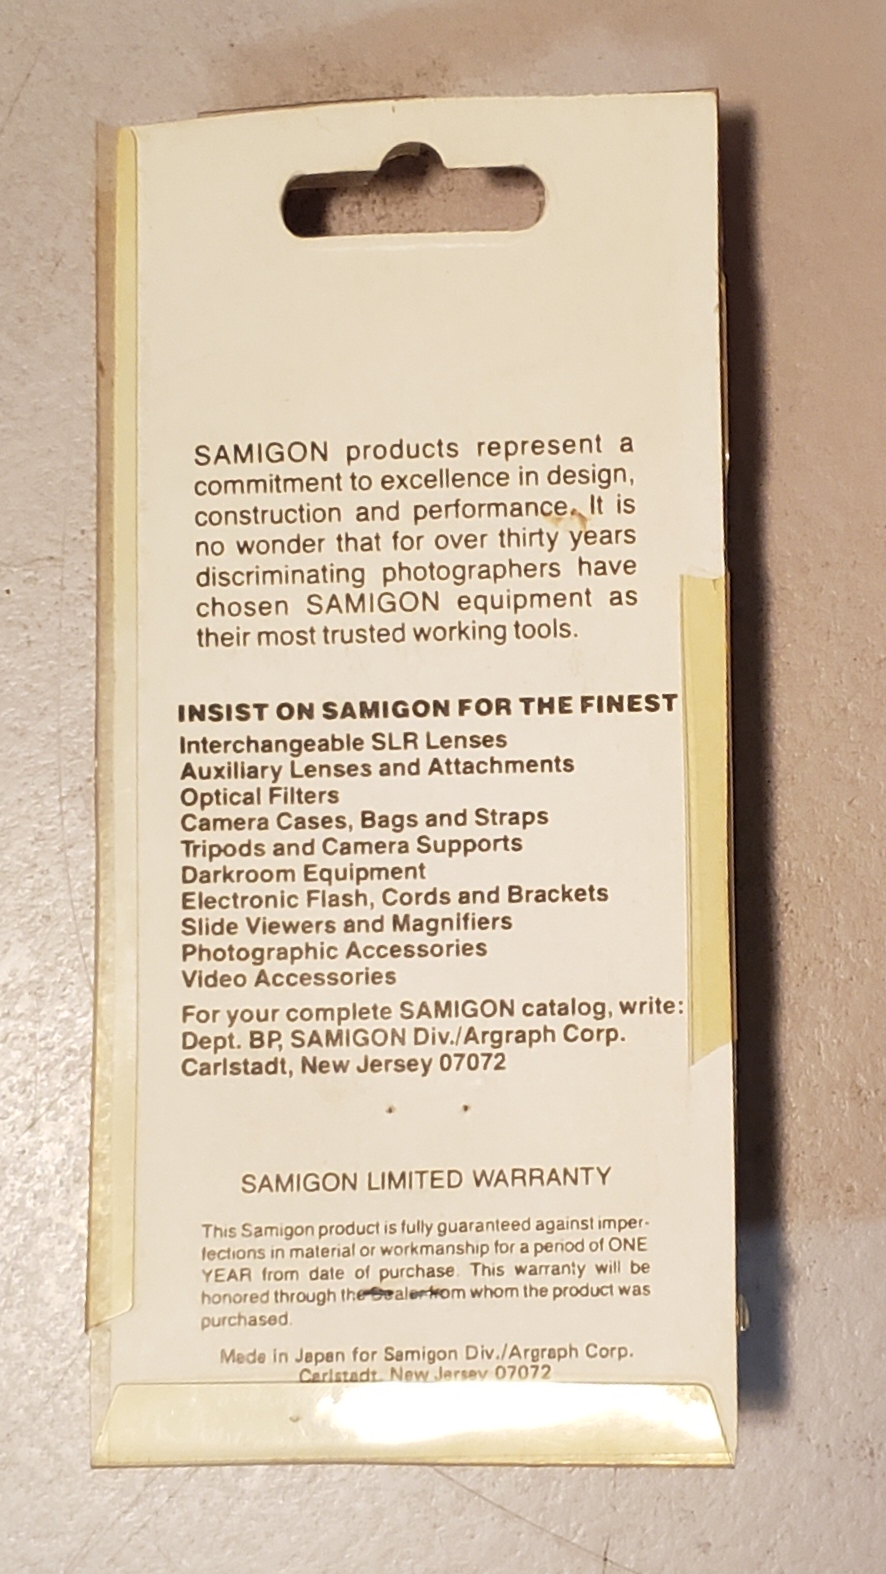 SAMIGON products represent a
commitment to excellence in design,
construction and performance. It is
no wonder that for over thirty years
discriminating photographers have
chosen SAMIGON equipment as
their most trusted working tools.
INSIST ON SAMIGON FOR THE FINEST
Interchangeable SLR Lenses
Auxiliary Lenses and Attachments
Optical Filters
Camera Cases, Bags and Straps
Tripods and Camera Supports
Darkroom Equipment
Electronic Flash, Cords and Brackets
Slide Viewers and Magnifiers
Photographic Accessories
Video Accessories
For your complete SAMIGON catalog, write:
Dept. BP, SAMIGON Div./Argraph Corp.
Carlstadt, New Jersey 07072
SAMIGON LIMITED WARRANTY
This Samigon product is fully guaranteed against imper-
fections in material or workmanship for a period of ONE
YEAR from date of purchase. This warranty will be
honored through the dealer from whom the product was
purchased.
Made in Japan for Samigon Div./Argraph Corp.
Carlstadt, New Jersey 07072